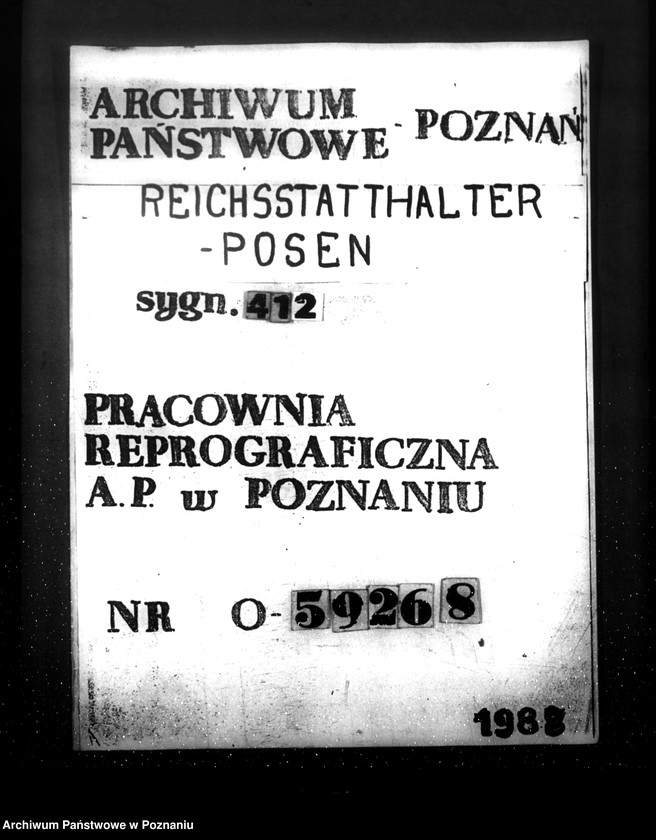 ARCHIWUM
PAŃSTWOWE - POZNAŃ
REICHSSTATTHALTER
-POSEN
sygn. 412
PRACOWNIA
REPROGRAFICZNA
A.P. w POZNANIU
NR O-59268
1988
Archiwum Państwowe w Poznaniu